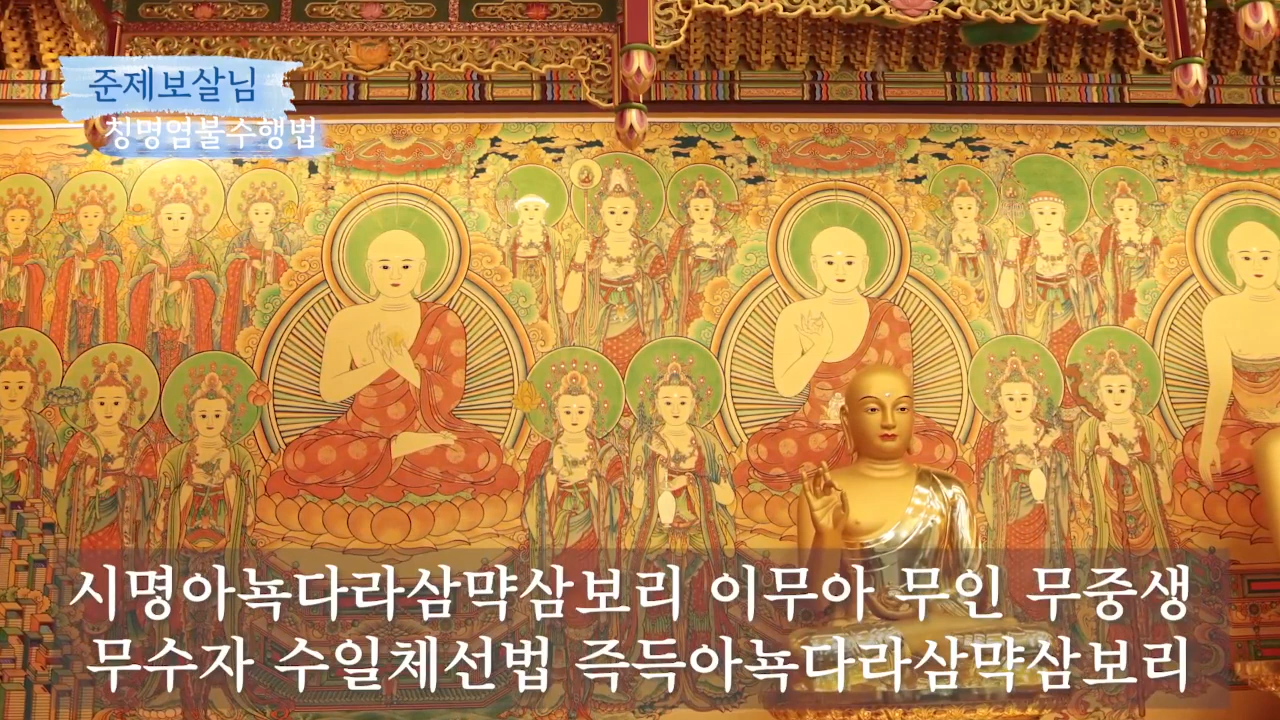 준제보살님
칭명염불수행법
시명아뇩다라삼먁삼보리 이무아 무인 무중생
무수자 수일체선법 즉득아뇩다라삼먁삼보리